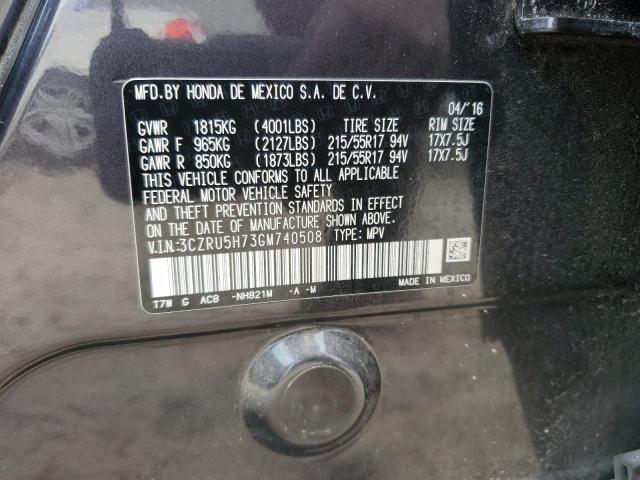 MFD.BY HONDA DE MEXICO S.A. DE C.V.
04/'16
GVWR 1815KG (4001LBS) TIRE SIZE RIM SIZE
GAWR F 965KG (2127LBS) 215/55R17 94V 17X7.5J
GAWR R 850KG (1873LBS) 215/55R17 94V 17X7.5J
THIS VEHICLE CONFORMS TO ALL APPLICABLE
FEDERAL MOTOR VEHICLE SAFETY
AND THEFT PREVENTION STANDARDS IN EFFECT
ON THE DATE OF MANUFACTURE SHOWN ABOVE.
V.I.N:3CZRU5H73GM740508 TYPE: MPV
T7W G ACB -NH821M -A -M
MADE IN MEXICO